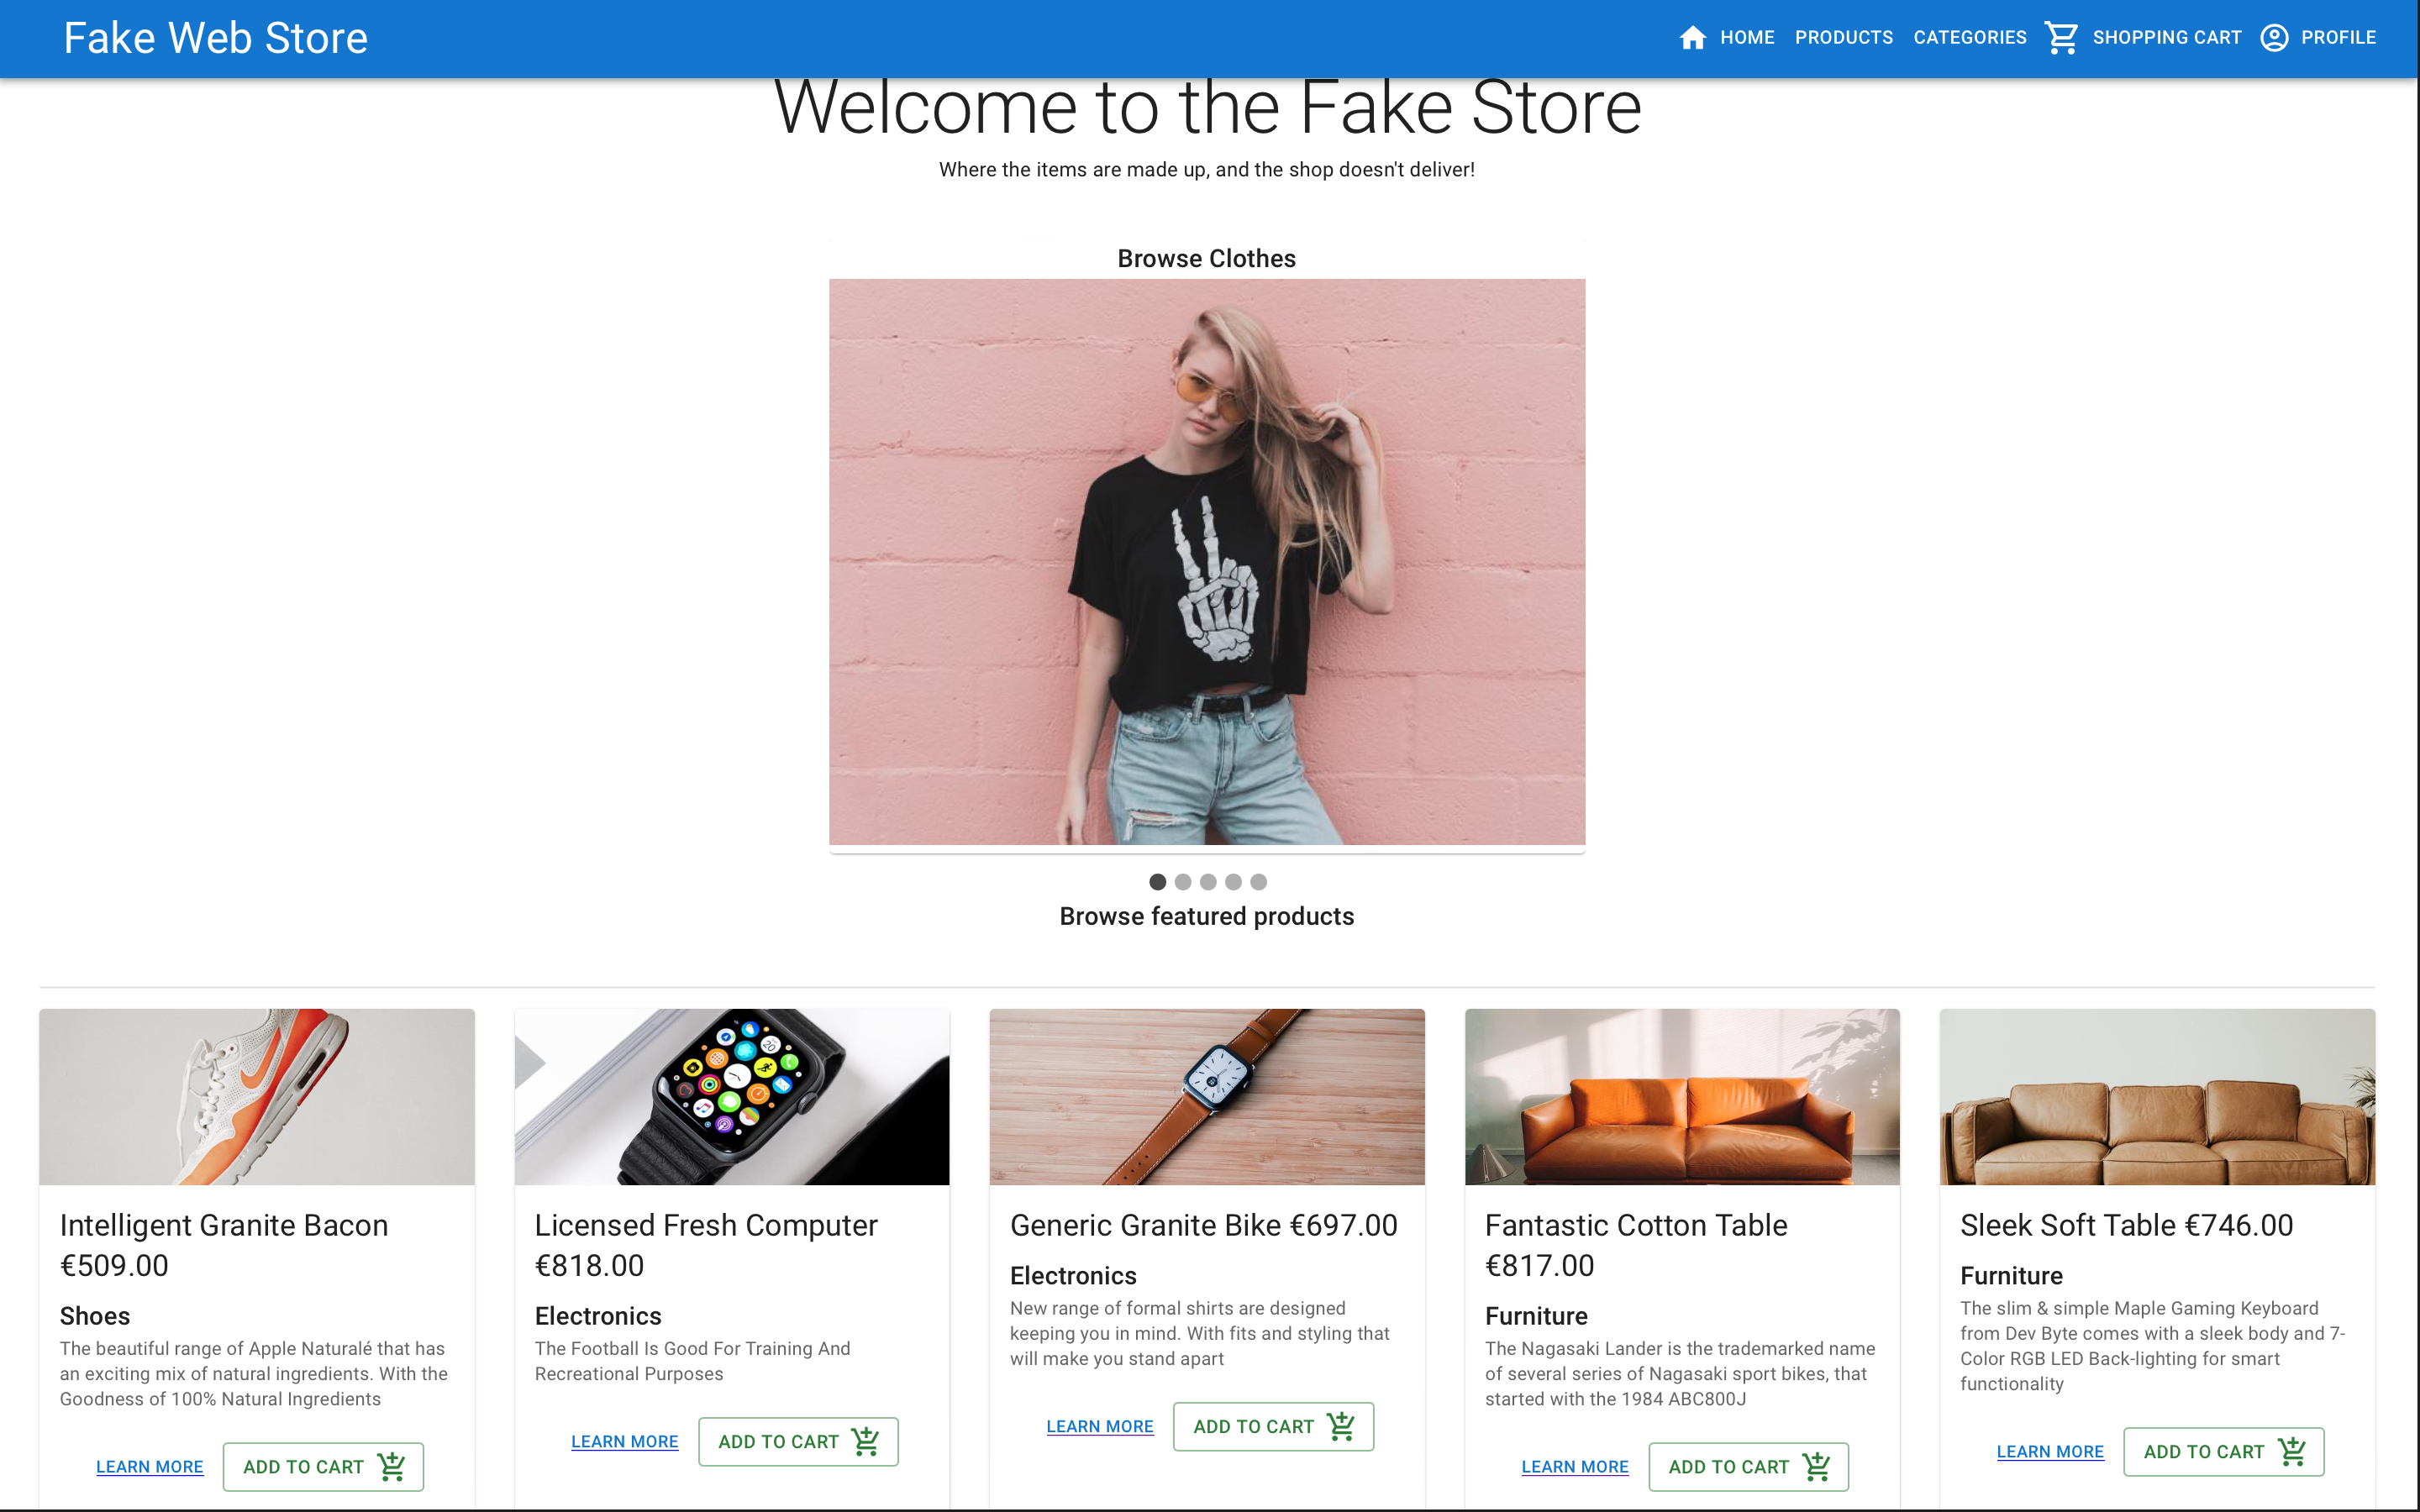 Fake Web Store
HOME PRODUCTS CATEGORIES SHOPPING CART PROFILE
Welcome to the Fake Store
Where the items are made up, and the shop doesn't deliver!
Browse Clothes
Browse featured products
Intelligent Granite Bacon
€509.00
Shoes
The beautiful range of Apple Naturalé that has
an exciting mix of natural ingredients. With the
Goodness of 100% Natural Ingredients
LEARN MORE ADD TO CART
Licensed Fresh Computer
€818.00
Electronics
The Football Is Good For Training And
Recreational Purposes
LEARN MORE ADD TO CART
Generic Granite Bike €697.00
Electronics
New range of formal shirts are designed
keeping you in mind. With fits and styling that
will make you stand apart
LEARN MORE ADD TO CART
Fantastic Cotton Table
€817.00
Furniture
The Nagasaki Lander is the trademarked name
of several series of Nagasaki sport bikes, that
started with the 1984 ABC800J
LEARN MORE ADD TO CART
Sleek Soft Table €746.00
Furniture
The slim & simple Maple Gaming Keyboard
from Dev Byte comes with a sleek body and 7-
Color RGB LED Back-lighting for smart
functionality
LEARN MORE ADD TO CART